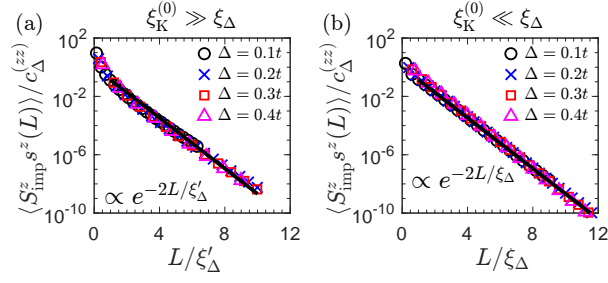 (a) ξ_K^(0) ≫ ξ_Δ
⟨S^z_imp s^z(L)⟩/c_Δ^(zz)
10^2
10^-2
10^-6
10^-10
Δ = 0.1t
Δ = 0.2t
Δ = 0.3t
Δ = 0.4t
∝ e^{-2L/ξ'_Δ}
0 4 8 12
L/ξ'_Δ
(b) ξ_K^(0) ≪ ξ_Δ
⟨S^z_imp s^z(L)⟩/c_Δ^(zz)
10^2
10^-2
10^-6
10^-10
Δ = 0.1t
Δ = 0.2t
Δ = 0.3t
Δ = 0.4t
∝ e^{-2L/ξ_Δ}
0 4 8 12
L/ξ_Δ